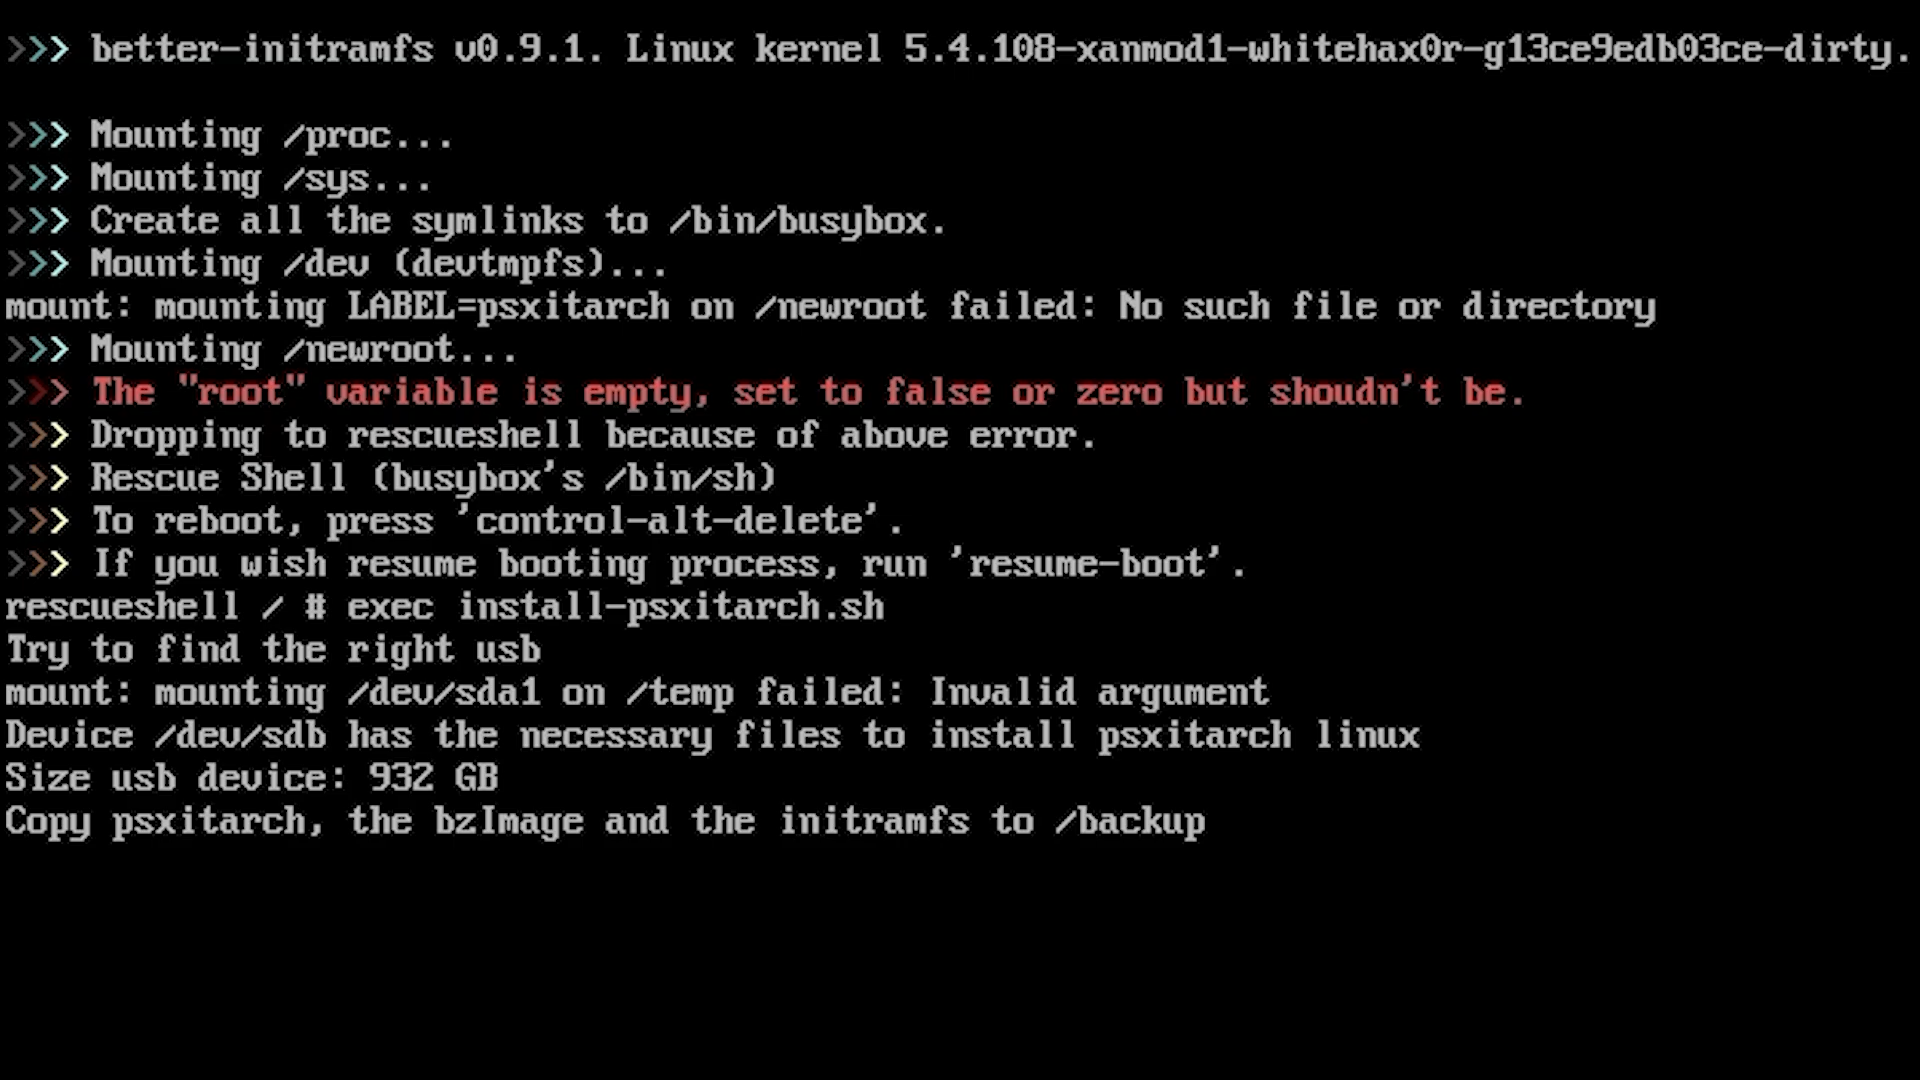 >>> better-initramfs v0.9.1. Linux kernel 5.4.108-xanmod1-whitehax0r-g13ce9edb03ce-dirty.
>>> Mounting /proc...
>>> Mounting /sys...
>>> Create all the symlinks to /bin/busybox.
>>> Mounting /dev (devtmpfs)...
mount: mounting LABEL=psxitarch on /newroot failed: No such file or directory
>>> Mounting /newroot...
>>> The "root" variable is empty, set to false or zero but shoudn't be.
>>> Dropping to rescueshell because of above error.
>>> Rescue Shell (busybox's /bin/sh)
>>> To reboot, press 'control-alt-delete'.
>>> If you wish resume booting process, run 'resume-boot'.
rescueshell / # exec install-psxitarch.sh
Try to find the right usb
mount: mounting /dev/sda1 on /temp failed: Invalid argument
Device /dev/sdb has the necessary files to install psxitarch linux
Size usb device: 932 GB
Copy psxitarch, the bzImage and the initramfs to /backup